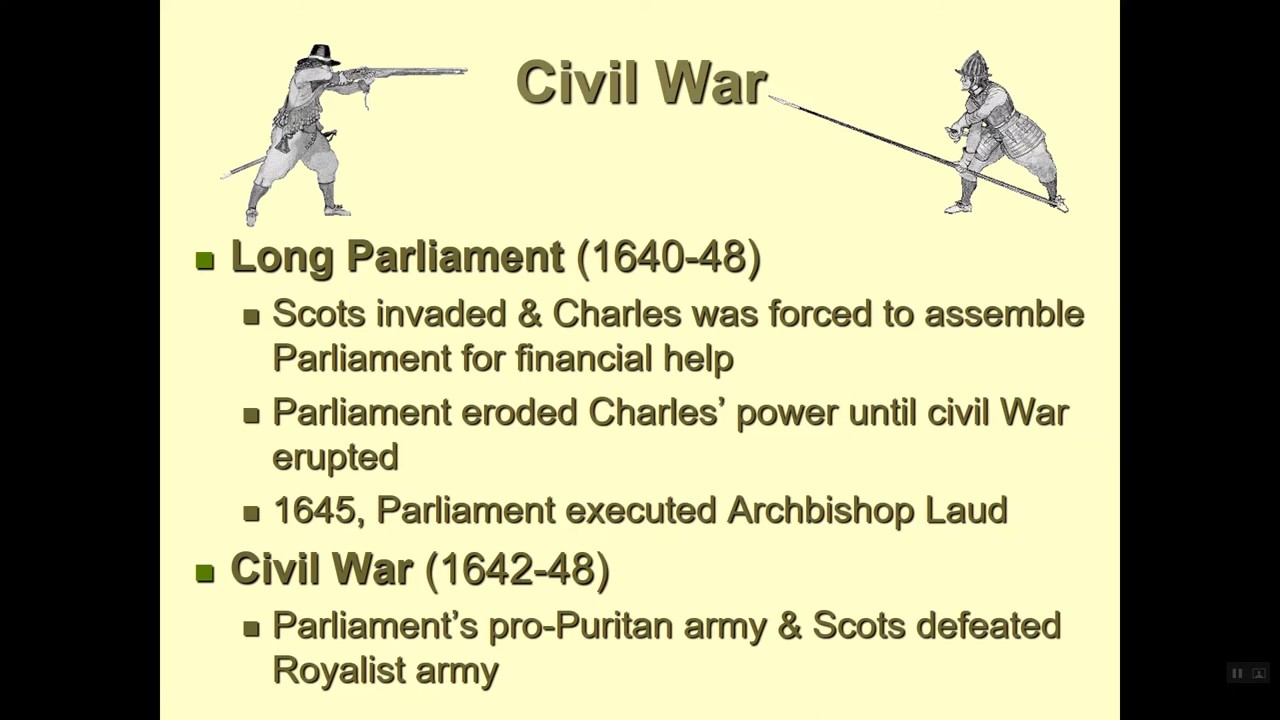 Civil War
Long Parliament (1640-48)
Scots invaded & Charles was forced to assemble
Parliament for financial help
Parliament eroded Charles’ power until civil War
erupted
1645, Parliament executed Archbishop Laud
Civil War (1642-48)
Parliament’s pro-Puritan army & Scots defeated
Royalist army